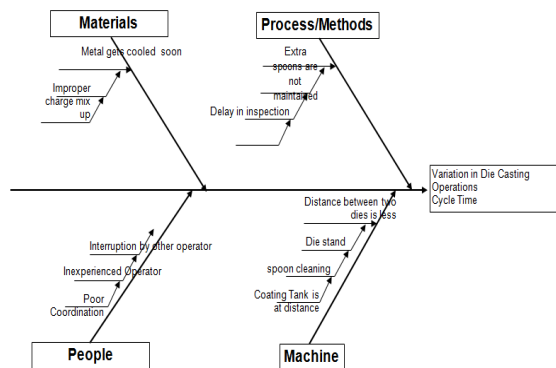 Materials
Process/Methods
Metal gets cooled soon
Improper
charge mix
up
Extra
spoons are
not
maintained
Delay in inspection
Variation in Die Casting
Operations
Cycle Time
Distance between two
dies is less
Die stand
spoon cleaning
Coating Tank is
at distance
Interruption by other operator
Inexperienced Operator
Poor
Coordination
People
Machine